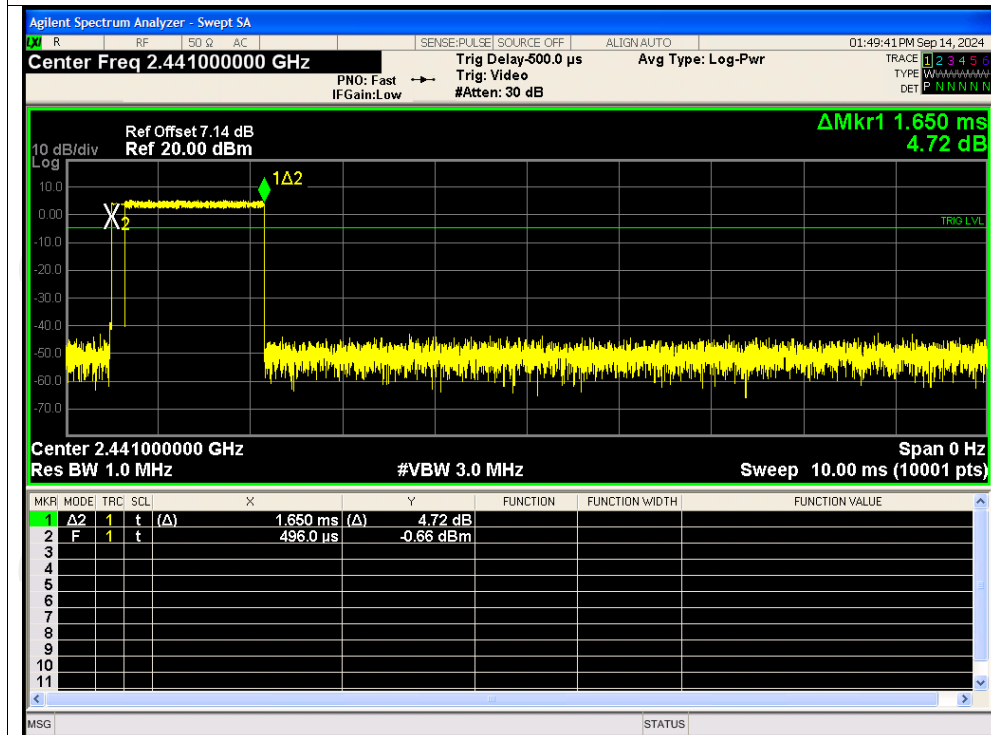 Agilent Spectrum Analyzer - Swept SA
LXI R RF 50 Ω AC SENSE:PULSE SOURCE OFF ALIGN AUTO 01:49:41 PM Sep 14, 2024
Center Freq 2.441000000 GHz
PNO: Fast
IFGain:Low
Trig Delay-500.0 µs
Trig: Video
#Atten: 30 dB
Avg Type: Log-Pwr
TRACE 1 2 3 4 5 6
TYPE WWWWWW
DET P N N N N N
ΔMkr1 1.650 ms
4.72 dB
Ref Offset 7.14 dB
10 dB/div Ref 20.00 dBm
Log
10.0
0.00
-10.0
-20.0
-30.0
-40.0
-50.0
-60.0
-70.0
1Δ2
2
TRIG LVL
Center 2.441000000 GHz Span 0 Hz
Res BW 1.0 MHz #VBW 3.0 MHz Sweep 10.00 ms (10001 pts)
MKR MODE TRC SCL X Y FUNCTION FUNCTION WIDTH FUNCTION VALUE
1 Δ2 1 t (Δ) 1.650 ms (Δ) 4.72 dB
2 F 1 t 496.0 µs -0.66 dBm
3
4
5
6
7
8
9
10
11
MSG STATUS